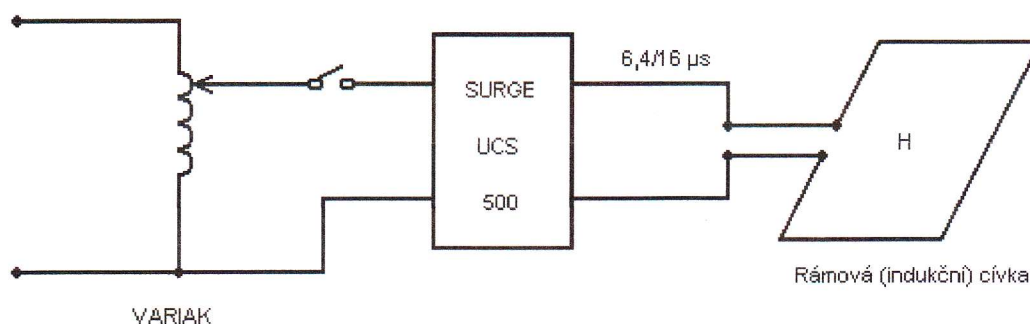 6,4/16 µs
SURGE
UCS
500
H
Rámová (indukční) cívka
VARIAK